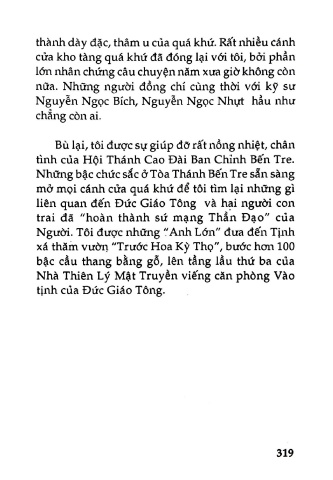 thành dày đặc, thâm u của quá khứ. Rất nhiều cánh
cửa kho tàng quá khứ đã đóng lại với tôi, bởi phần
lớn nhân chứng câu chuyện năm xưa giờ không còn
nữa. Những người đồng chí cùng thời với kỹ sư
Nguyễn Ngọc Bích, Nguyễn Ngọc Nhựt hầu như
chẳng còn ai.
Bù lại, tôi được sự giúp đỡ rất nồng nhiệt, chân
tình của Hội Thánh Cao Đài Ban Chỉnh Bến Tre.
Những bậc chức sắc ở Tòa Thánh Bến Tre sẵn sàng
mở mọi cánh cửa quá khứ để tôi tìm lại những gì
liên quan đến Đức Giáo Tông và hai người con
trai đã "hoàn thành sứ mạng Thần Đạo" của
Người. Tôi được những "Anh Lớn" đưa đến Tịnh
xá thăm vườn "Trước Hoa Kỳ Thọ", bước hơn 100
bậc cầu thang bằng gỗ, lên tầng lầu thứ ba của
Nhà Thiên Lý Mật Truyền viếng căn phòng Vào
tịnh của Đức Giáo Tông.
319